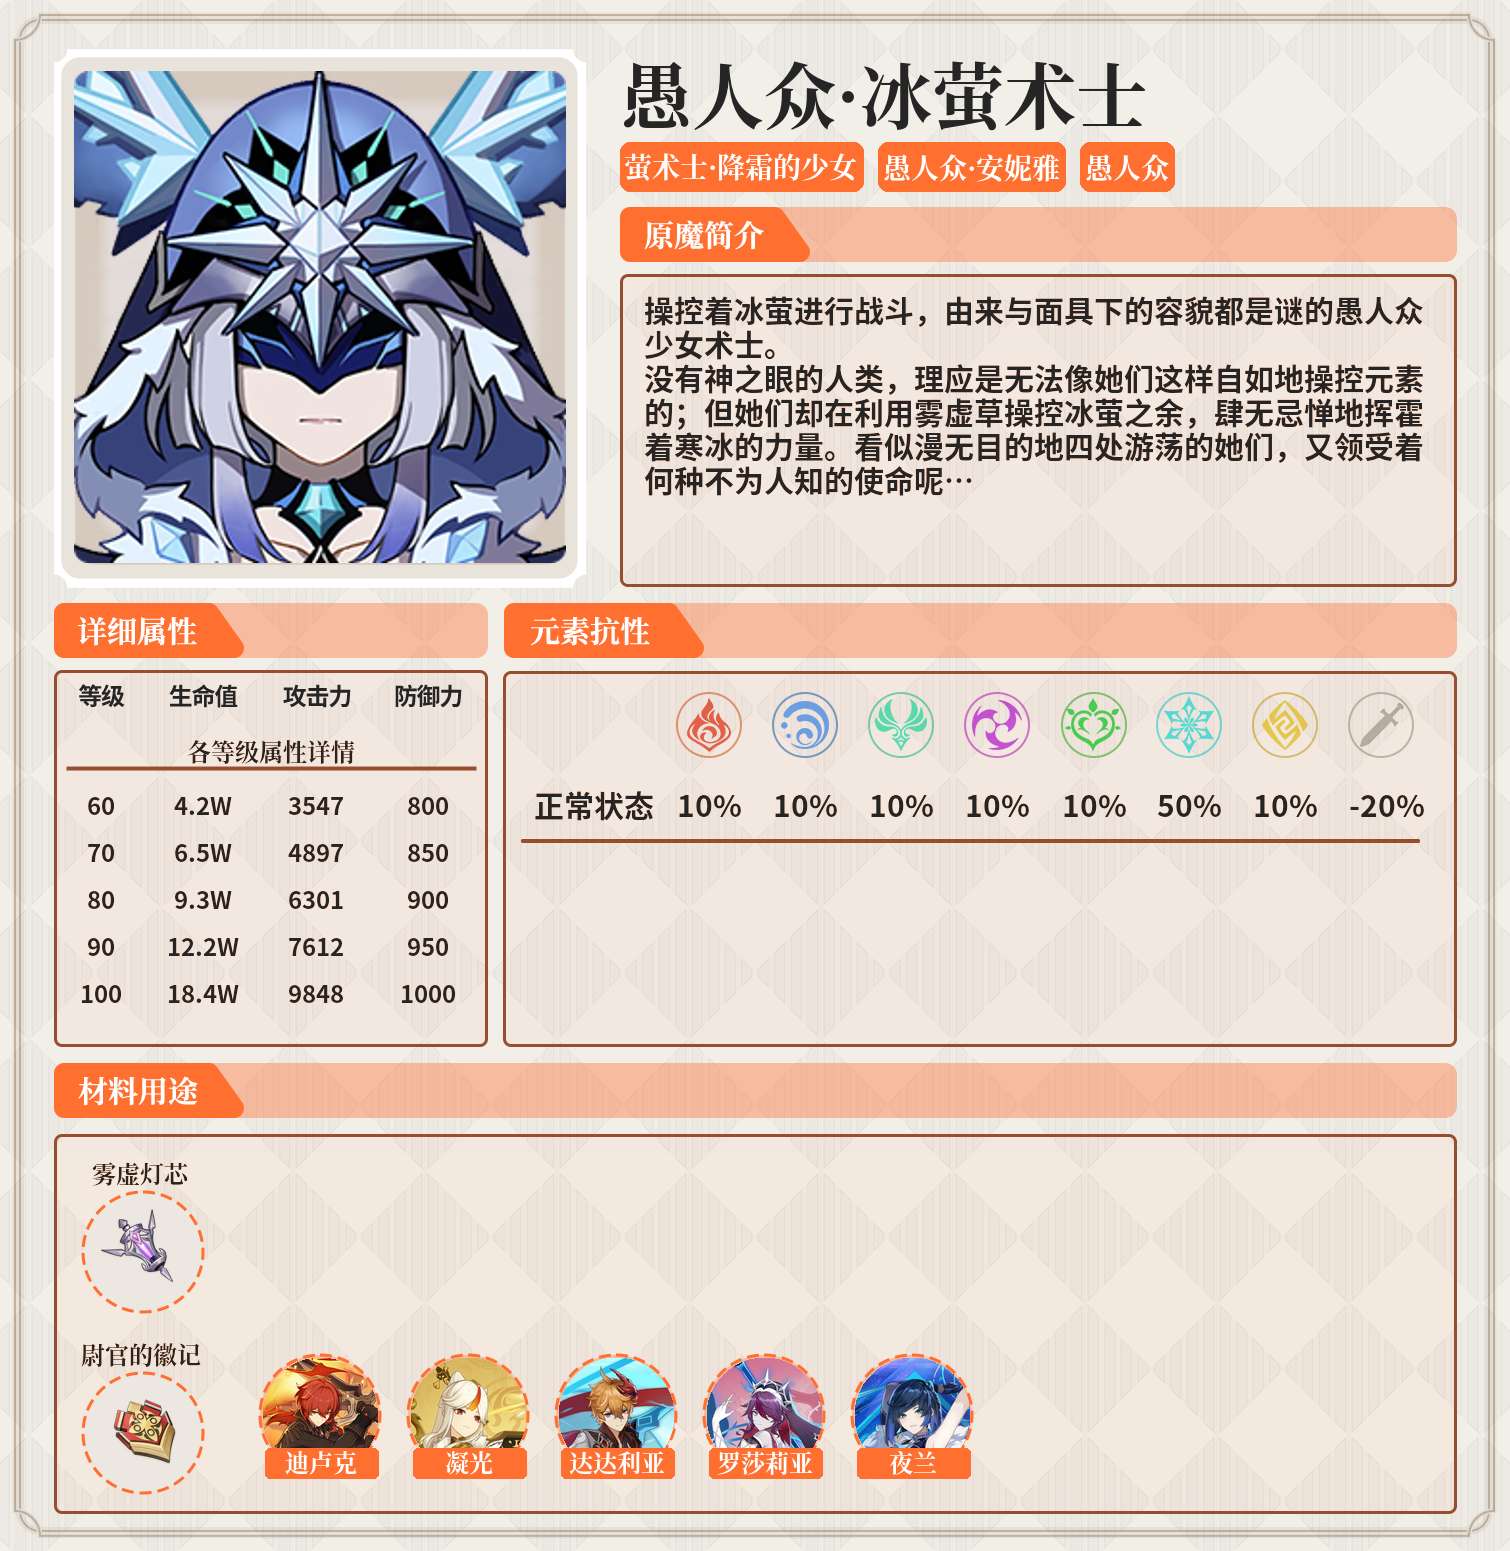 愚人众·冰萤术士
萤术士·降霜的少女 愚人众·安妮雅 愚人众
原魔简介
操控着冰萤进行战斗，由来与面具下的容貌都是谜的愚人众
少女术士。
没有神之眼的人类，理应是无法像她们这样自如地操控元素
的；但她们却在利用雾虚草操控冰萤之余，肆无忌惮地挥霍
着寒冰的力量。看似漫无目的地四处游荡的她们，又领受着
何种不为人知的使命呢…
详细属性
等级 生命值 攻击力 防御力
各等级属性详情
60 4.2W 3547 800
70 6.5W 4897 850
80 9.3W 6301 900
90 12.2W 7612 950
100 18.4W 9848 1000
元素抗性
正常状态 10% 10% 10% 10% 10% 50% 10% -20%
材料用途
雾虚灯芯
尉官的徽记
迪卢克 凝光 达达利亚 罗莎莉亚 夜兰